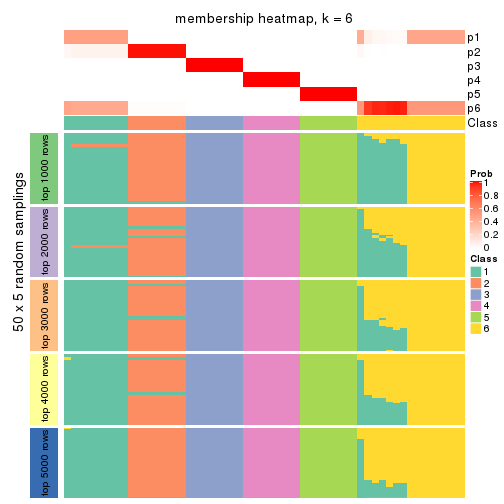 membership heatmap, k = 6
p1
p2
p3
p4
p5
p6
Class
50 x 5 random samplings
top 1000 rows
top 2000 rows
top 3000 rows
top 4000 rows
top 5000 rows
Prob
1
0.8
0.6
0.4
0.2
0
Class
1
2
3
4
5
6